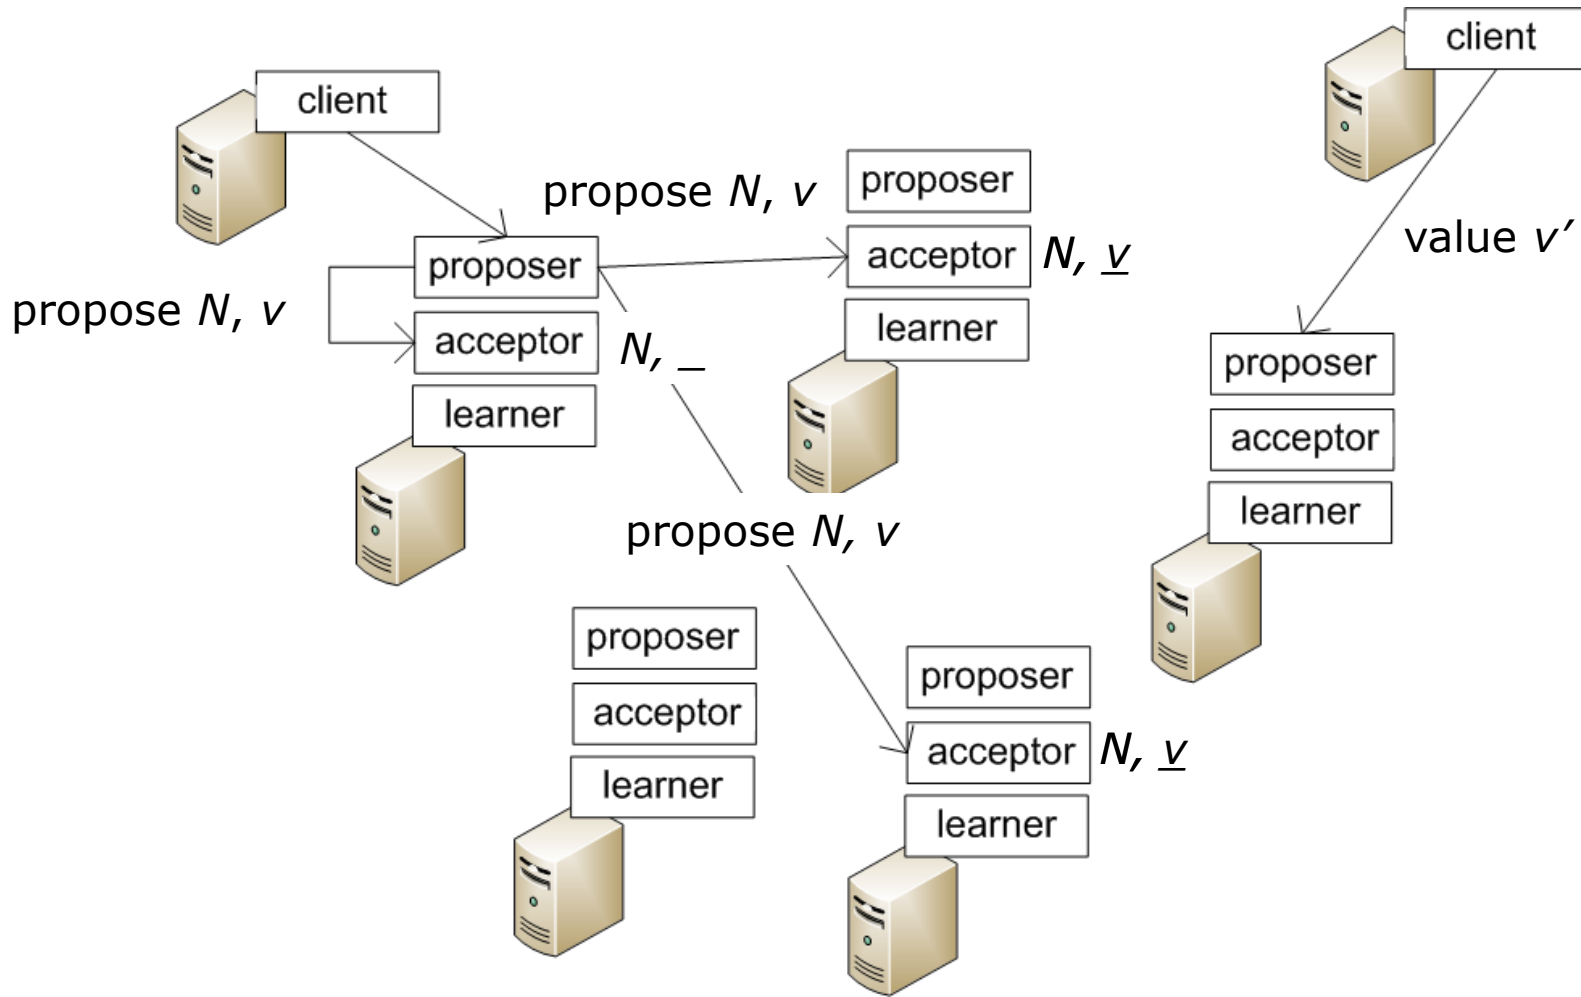 client
client
propose N, v
proposer
acceptor N, v
learner
value v’
proposer
propose N, v
acceptor N, _
learner
proposer
acceptor
learner
propose N, v
proposer
acceptor
learner
proposer
acceptor N, v
learner